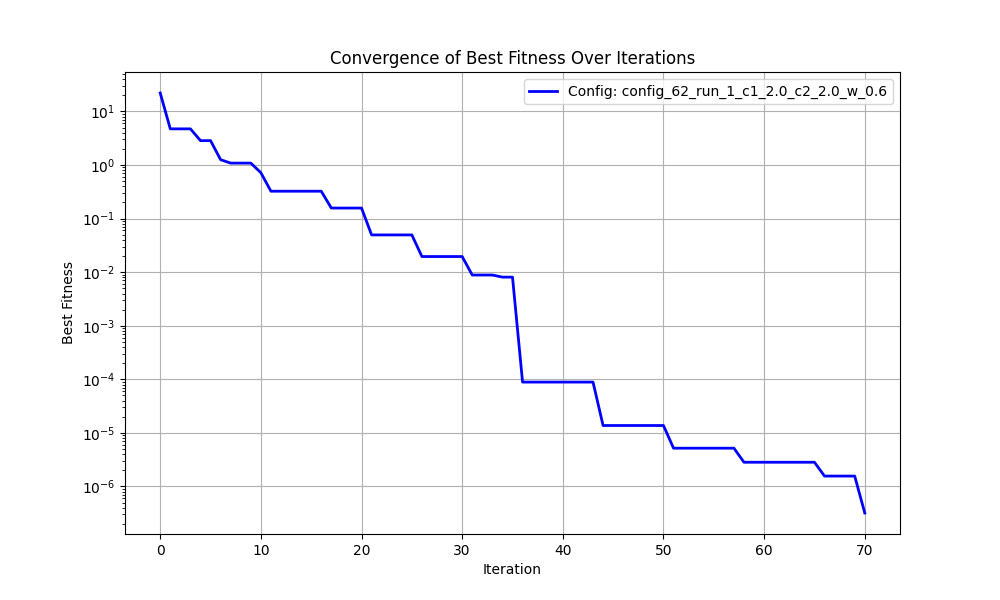 Convergence of Best Fitness Over Iterations
Config: config_62_run_1_c1_2.0_c2_2.0_w_0.6
Best Fitness
10¹
10⁰
10⁻¹
10⁻²
10⁻³
10⁻⁴
10⁻⁵
10⁻⁶
0 10 20 30 40 50 60 70
Iteration